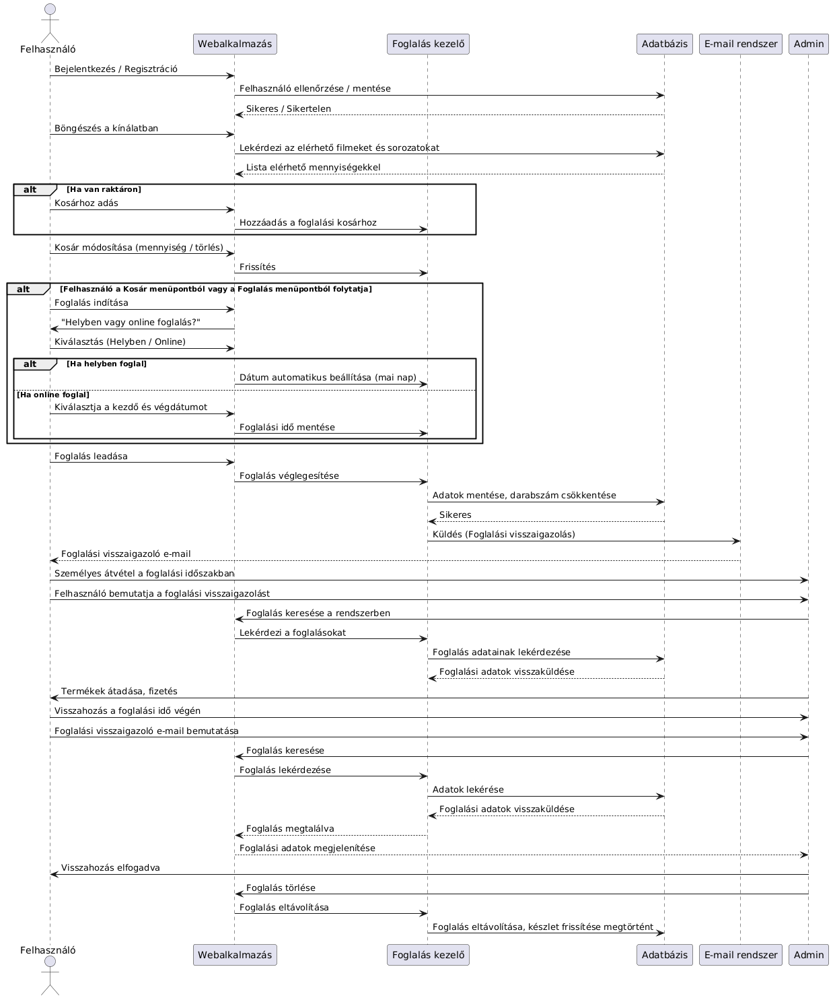 Felhasználó
Webalkalmazás
Foglalás kezelő
Adatbázis
E-mail rendszer
Admin
Bejelentkezés / Regisztráció
Felhasználó ellenőrzése / mentése
Sikeres / Sikertelen
Böngészés a kínálatban
Lekérdezi az elérhető filmeket és sorozatokat
Lista elérhető mennyiségekkel
alt [Ha van raktáron]
Kosárhoz adás
Hozzáadás a foglalási kosárhoz
Kosár módosítása (mennyiség / törlés)
Frissítés
alt [Felhasználó a Kosár menüpontból vagy a Foglalás menüpontból folytatja]
Foglalás indítása
"Helyben vagy online foglalás?"
Kiválasztás (Helyben / Online)
alt [Ha helyben foglal]
Dátum automatikus beállítása (mai nap)
[Ha online foglal]
Kiválasztja a kezdő és végdátumot
Foglalási idő mentése
Foglalás leadása
Foglalás véglegesítése
Adatok mentése, darabszám csökkentése
Sikeres
Küldés (Foglalási visszaigazolás)
Foglalási visszaigazoló e-mail
Személyes átvétel a foglalási időszakban
Felhasználó bemutatja a foglalási visszaigazolást
Foglalás keresése a rendszerben
Lekérdezi a foglalásokat
Foglalás adatainak lekérdezése
Foglalási adatok visszaküldése
Termékek átadása, fizetés
Visszahozás a foglalási idő végén
Foglalási visszaigazoló e-mail bemutatása
Foglalás keresése
Foglalás lekérdezése
Adatok lekérése
Foglalási adatok visszaküldése
Foglalás megtalálva
Foglalási adatok megjelenítése
Visszahozás elfogadva
Foglalás törlése
Foglalás eltávolítása
Foglalás eltávolítása, készlet frissítése megtörtént
Felhasználó
Webalkalmazás
Foglalás kezelő
Adatbázis
E-mail rendszer
Admin